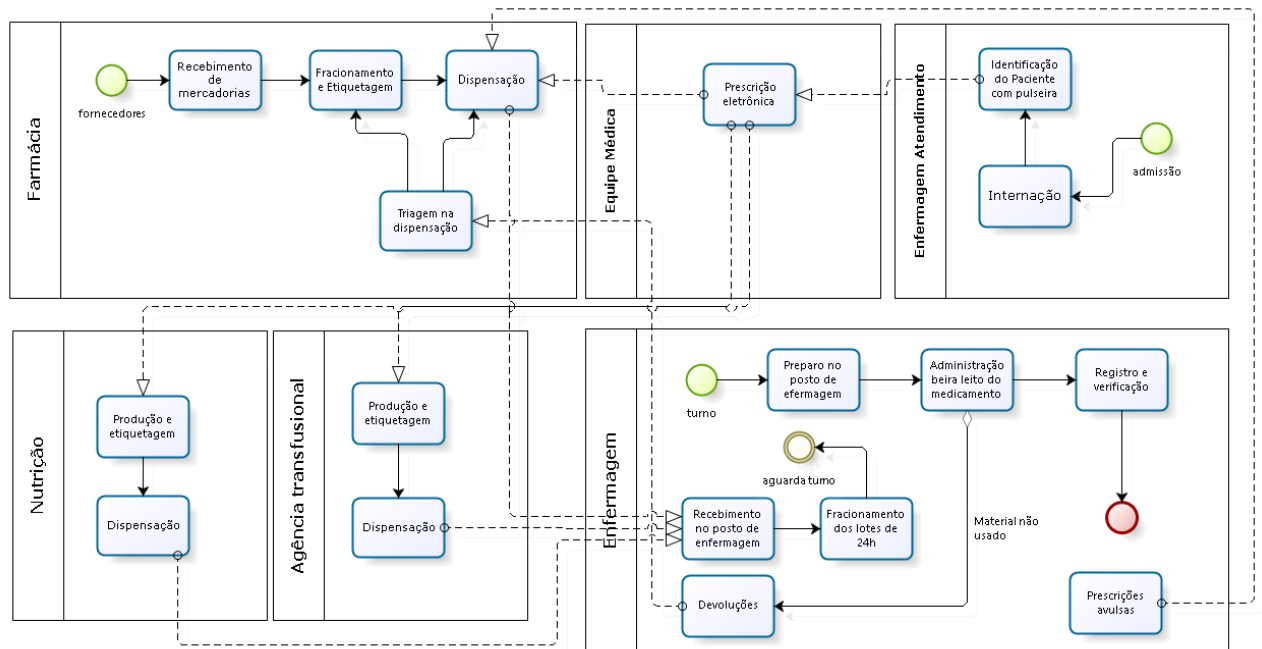 Farmácia
fornecedores
Recebimento
de
mercadorias
Fracionamento
e Etiquetagem
Dispensação
Triagem na
dispensação
Equipe Médica
Prescrição
eletrônica
Enfermagem Atendimento
Identificação
do Paciente
com pulseira
Internação
admissão
Nutrição
Produção e
etiquetagem
Dispensação
Agência transfusional
Produção e
etiquetagem
Dispensação
Enfermagem
turno
Preparo no
posto de
efermagem
Administração
beira leito do
medicamento
Registro e
verificação
aguarda turno
Recebimento
no posto de
enfermagem
Fracionamento
dos lotes de
24h
Material não
usado
Devoluções
Prescrições
avulsas